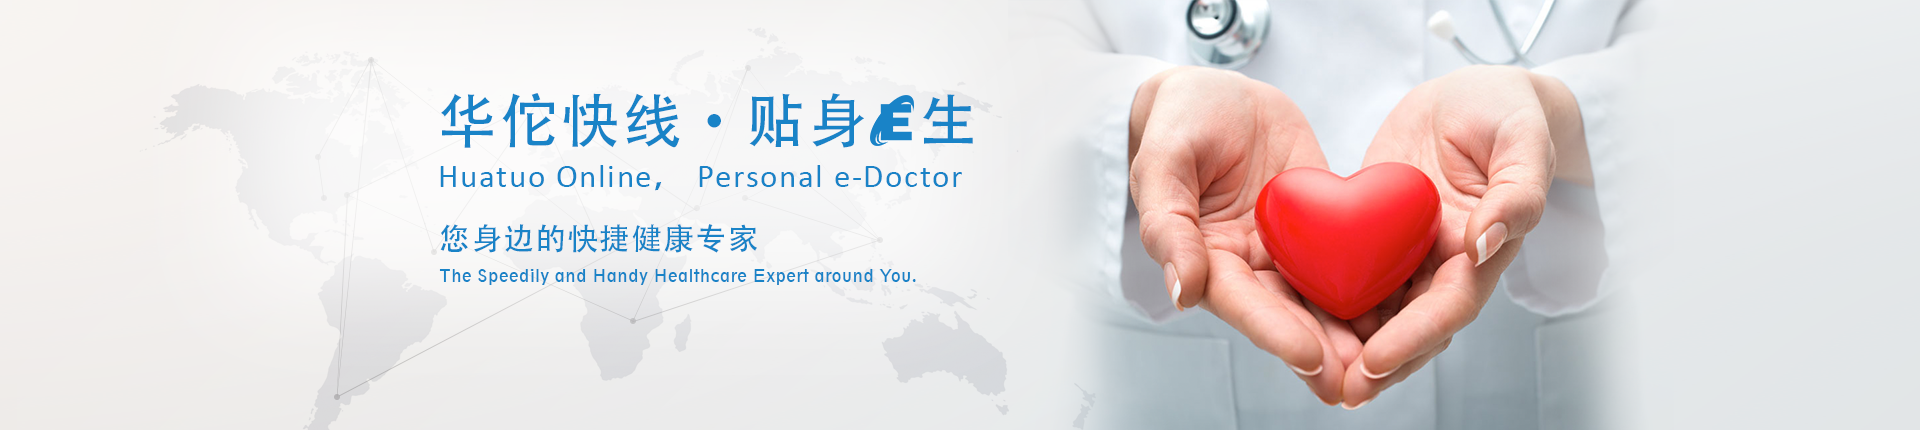 华佗快线·贴身E生
Huatuo Online, Personal e-Doctor
您身边的快捷健康专家
The Speedily and Handy Healthcare Expert around You.